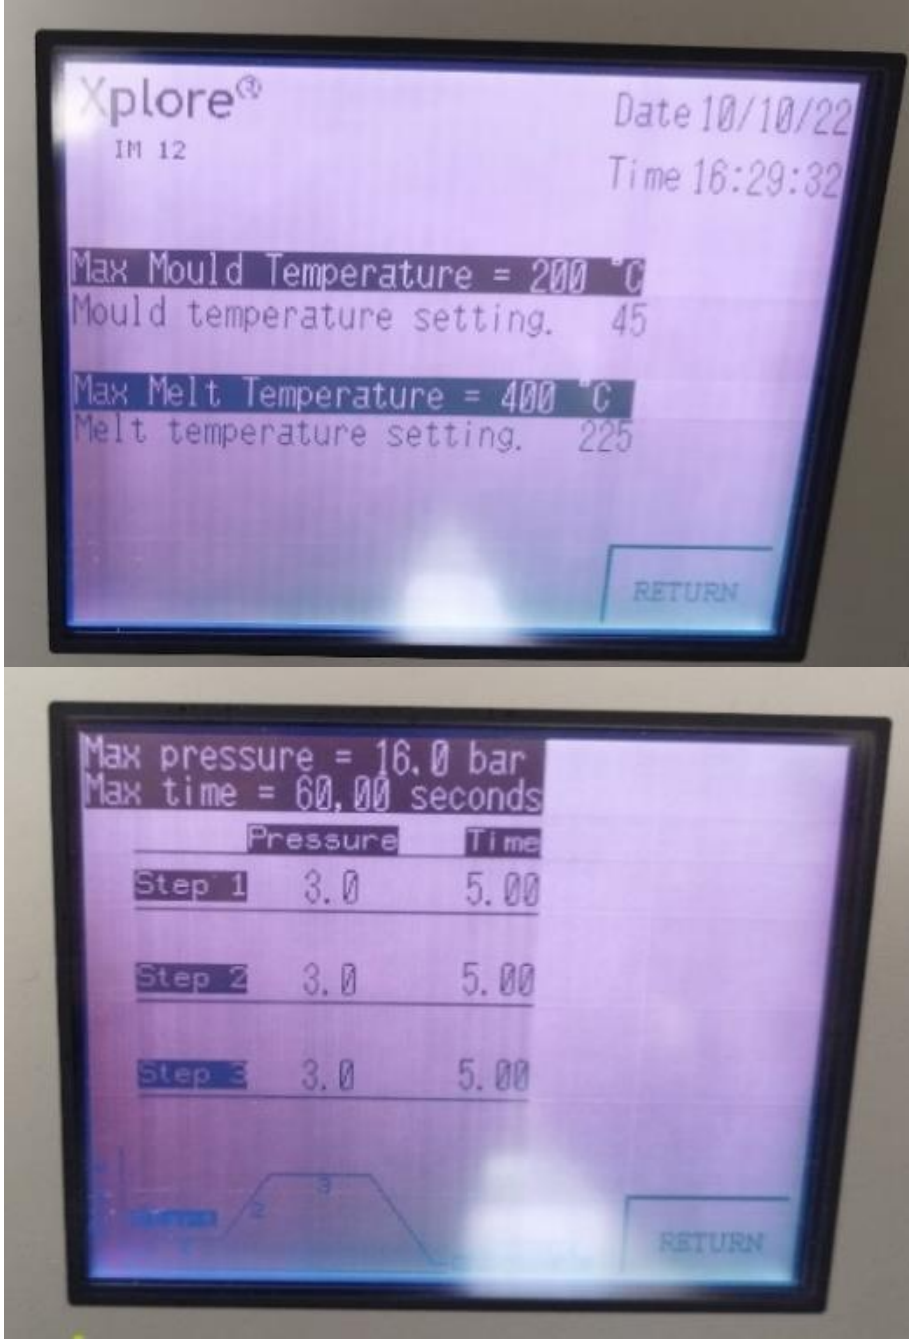 Xplore®
IM 12
Date 10/10/22
Time 16:29:32
Max Mould Temperature = 200 °C
Mould temperature setting. 45
Max Melt Temperature = 400 °C
Melt temperature setting. 225
RETURN
Max pressure = 16.0 bar
Max time = 60,00 seconds
Pressure Time
Step 1 3.0 5.00
Step 2 3.0 5.00
Step 3 3.0 5.00
3
2
1
RETURN